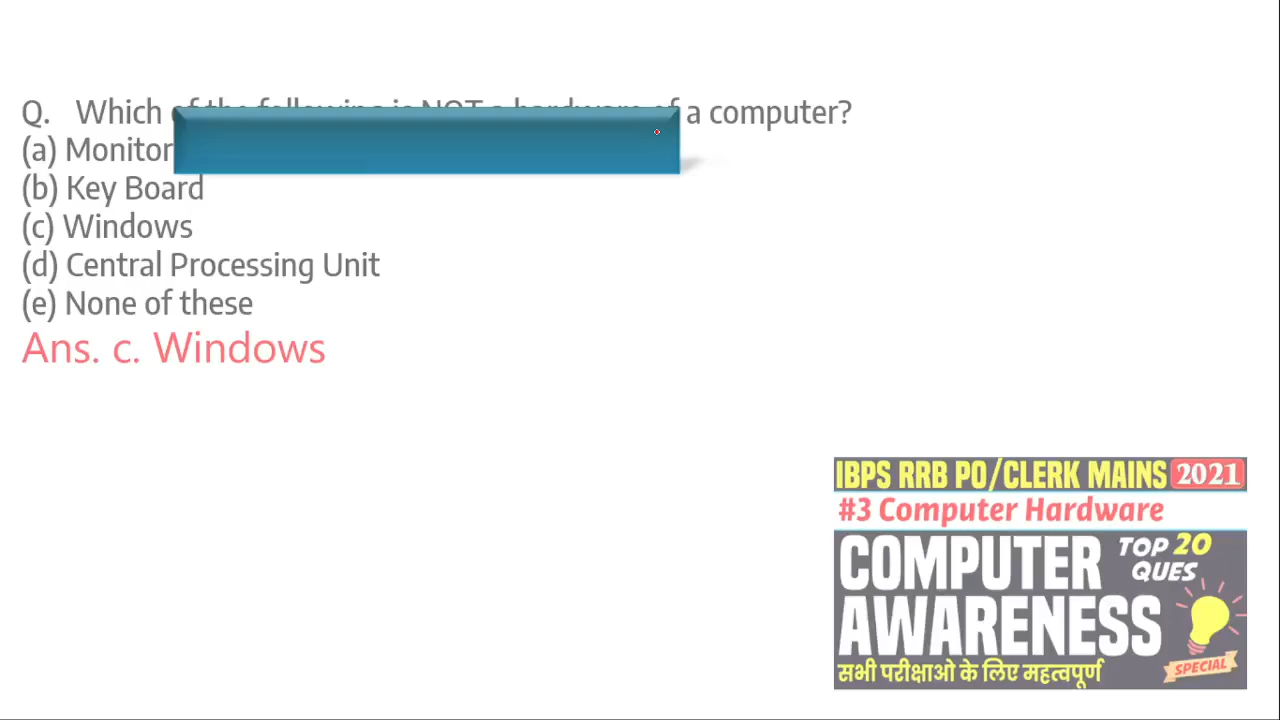 Q. Which of the following is NOT a hardware of a computer?
(a) Monitor
(b) Key Board
(c) Windows
(d) Central Processing Unit
(e) None of these
Ans. c. Windows
IBPS RRB PO/CLERK MAINS 2021
#3 Computer Hardware
COMPUTER TOP 20 QUES
AWARENESS
सभी परीक्षाओ के लिए महत्वपूर्ण
SPECIAL